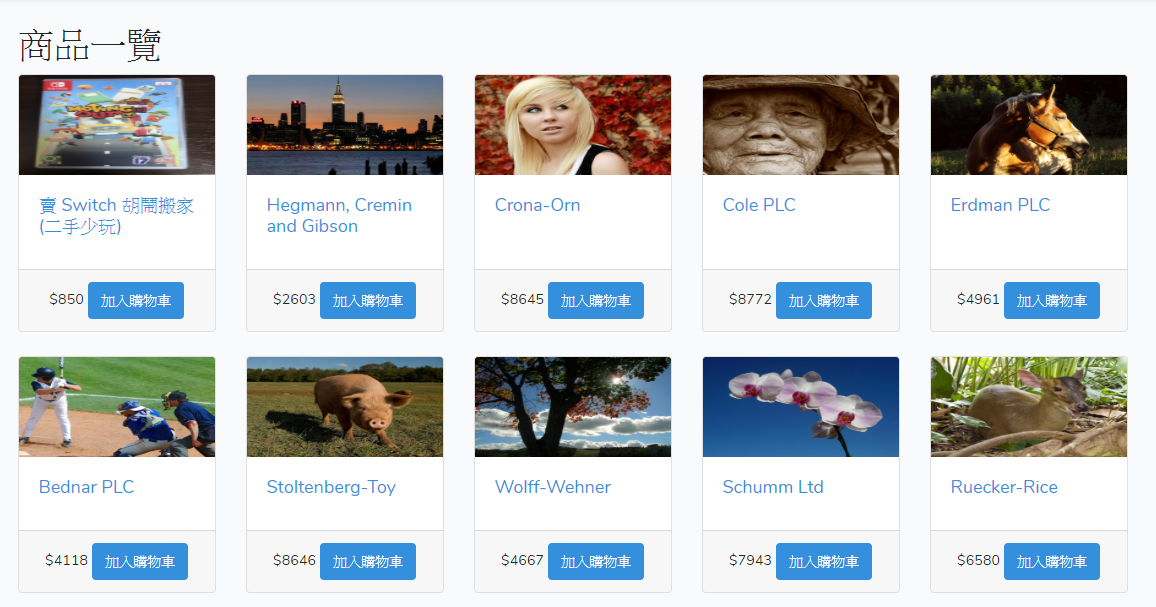 商品一覽
賣 Switch 胡鬧搬家
(二手少玩)
$850 加入購物車
Hegmann, Cremin
and Gibson
$2603 加入購物車
Crona-Orn
$8645 加入購物車
Cole PLC
$8772 加入購物車
Erdman PLC
$4961 加入購物車
Bednar PLC
$4118 加入購物車
Stoltenberg-Toy
$8646 加入購物車
Wolff-Wehner
$4667 加入購物車
Schumm Ltd
$7943 加入購物車
Ruecker-Rice
$6580 加入購物車